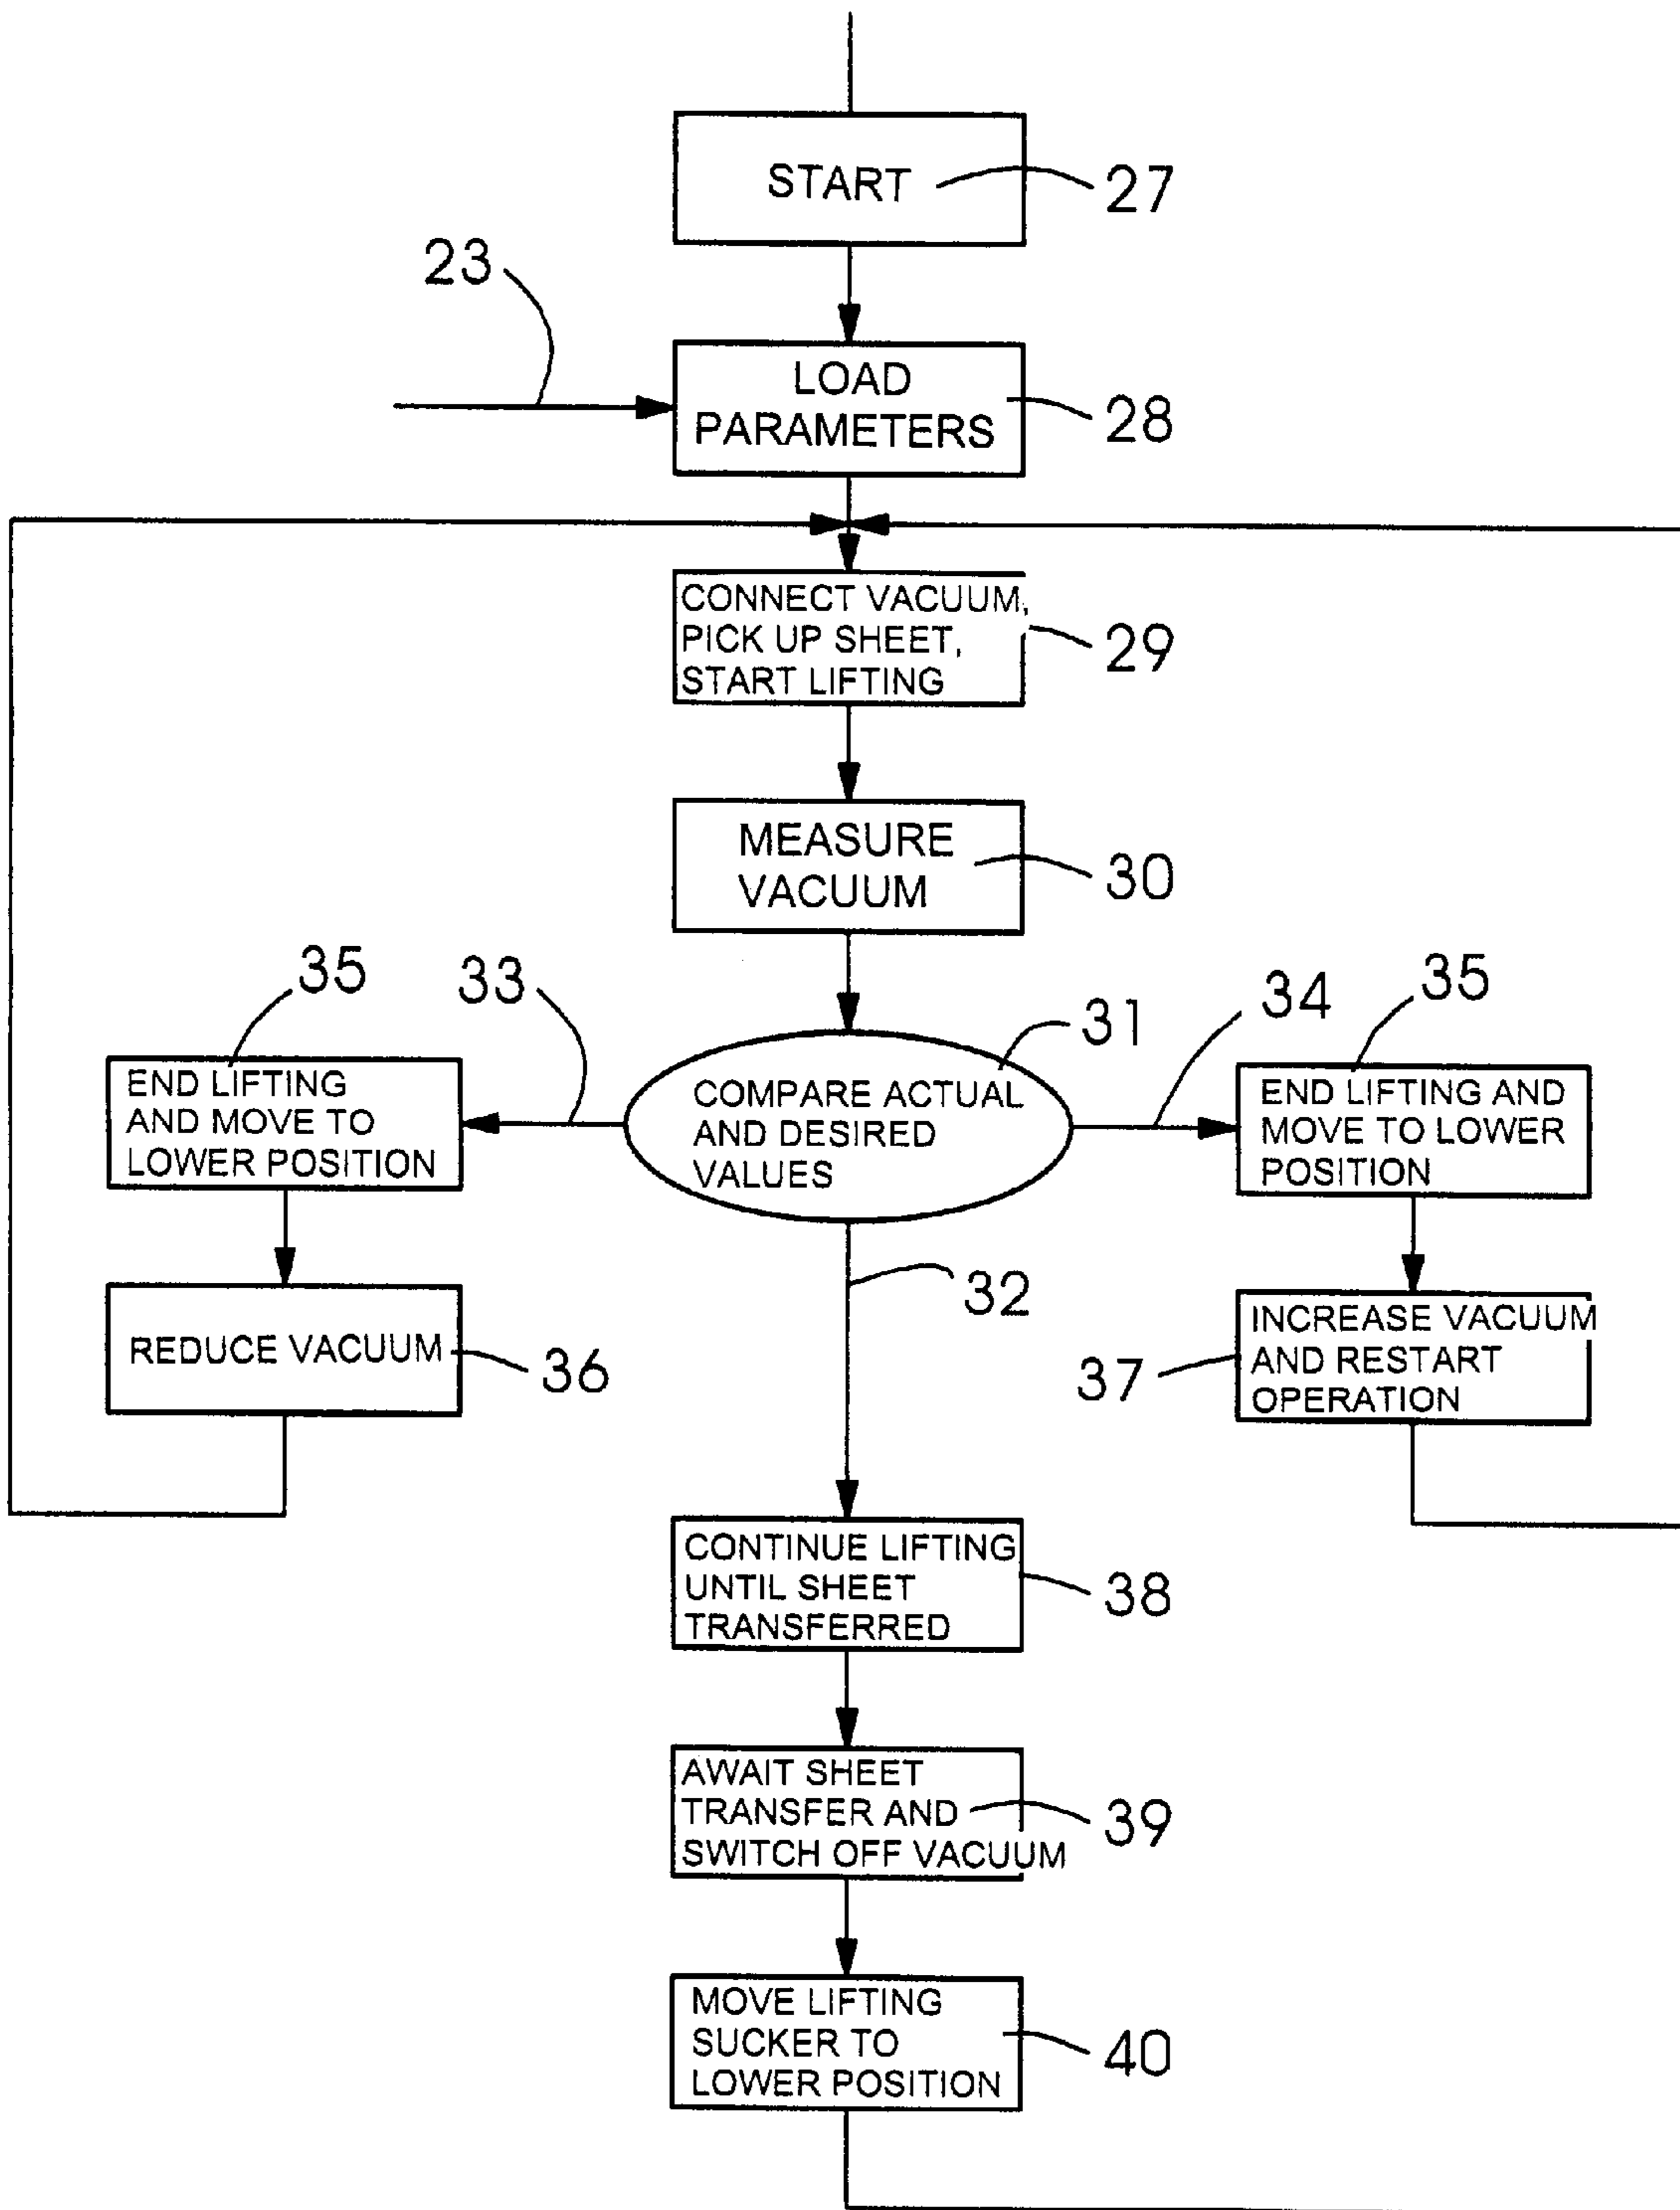 START
27
23
LOAD
PARAMETERS
28
CONNECT VACUUM,
PICK UP SHEET,
START LIFTING
29
MEASURE
VACUUM
30
35
33
31
34
35
END LIFTING
AND MOVE TO
LOWER POSITION
COMPARE ACTUAL
AND DESIRED
VALUES
END LIFTING AND
MOVE TO LOWER
POSITION
32
REDUCE VACUUM
36
37
INCREASE VACUUM
AND RESTART
OPERATION
CONTINUE LIFTING
UNTIL SHEET
TRANSFERRED
38
AWAIT SHEET
TRANSFER AND
SWITCH OFF VACUUM
39
MOVE LIFTING
SUCKER TO
LOWER POSITION
40